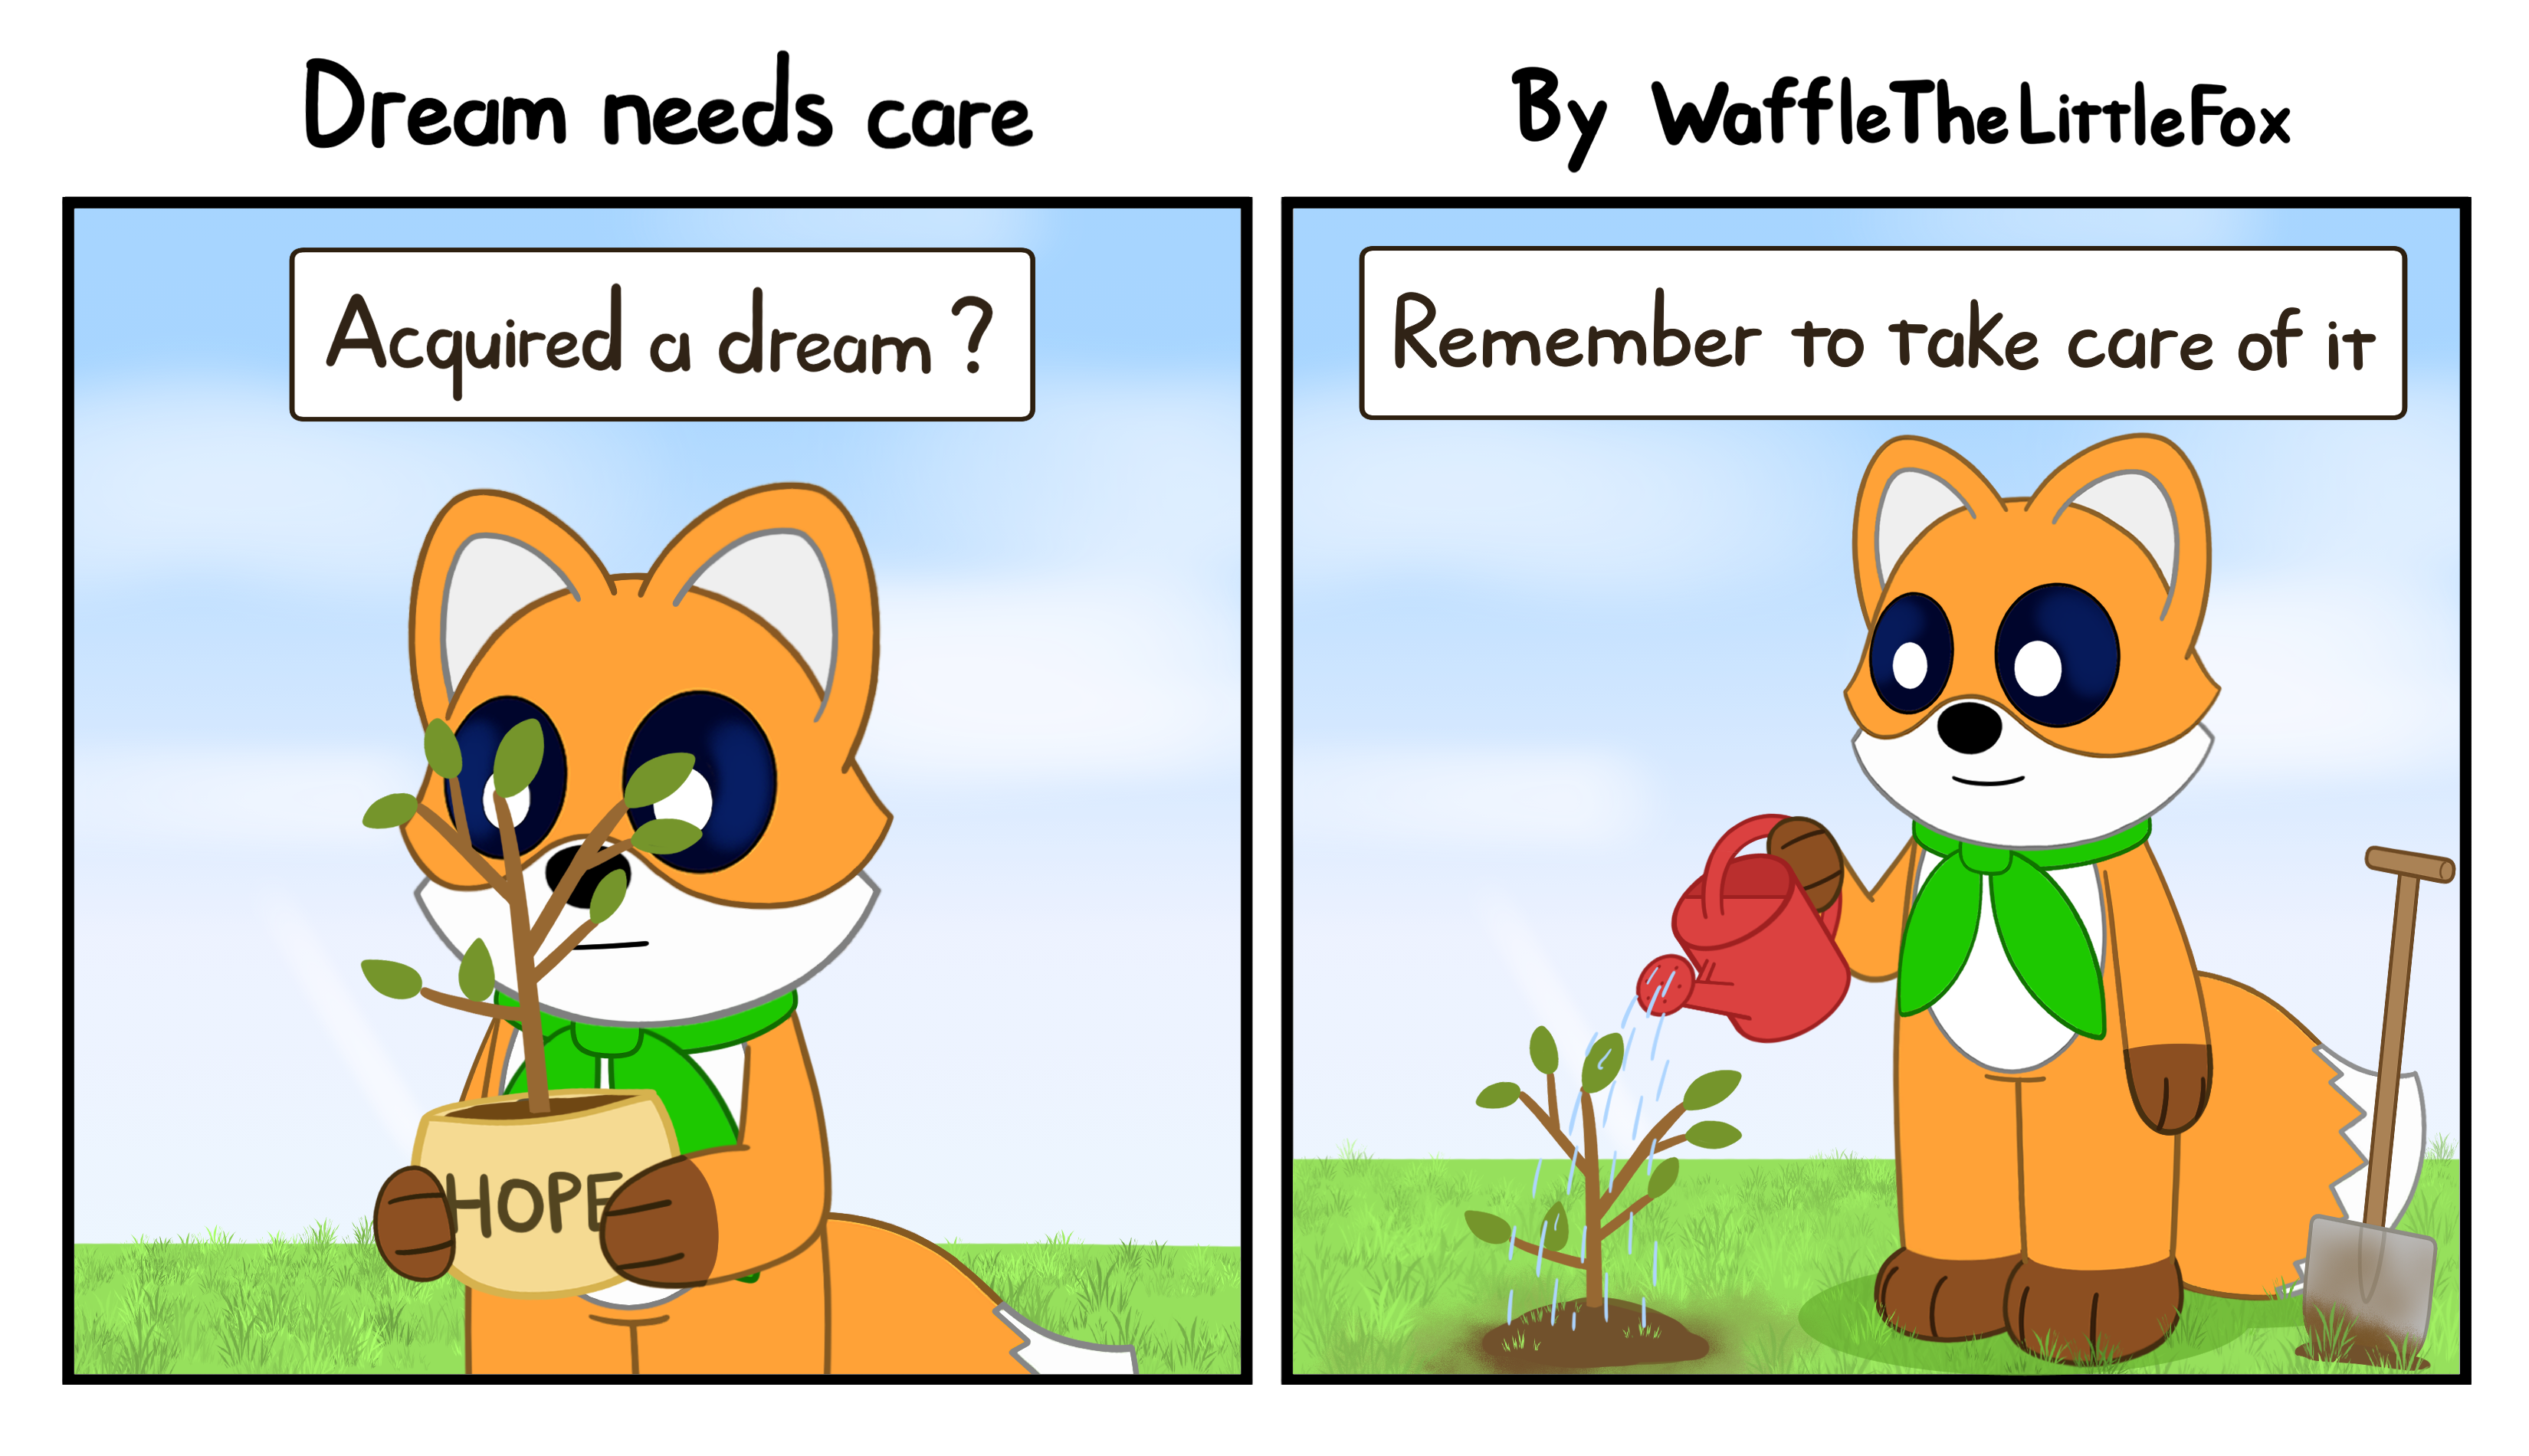 Dream needs care
By WaffleTheLittleFox
Acquired a dream?
HOPE
Remember to take care of it